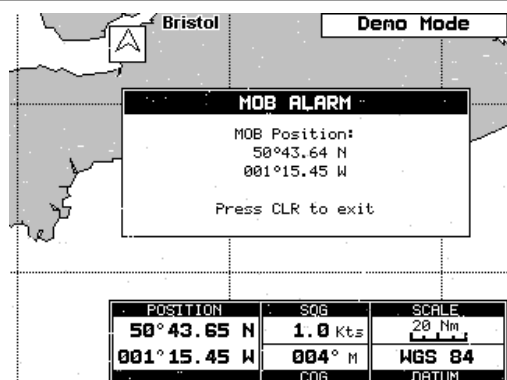 Bristol
Demo Mode
MOB ALARM
MOB Position:
50°43.64 N
001°15.45 W
Press CLR to exit
POSITION SOG SCALE
50°43.65 N 1.0 Kts 20 Nm
001°15.45 W 004° M WGS 84
COG DATUM